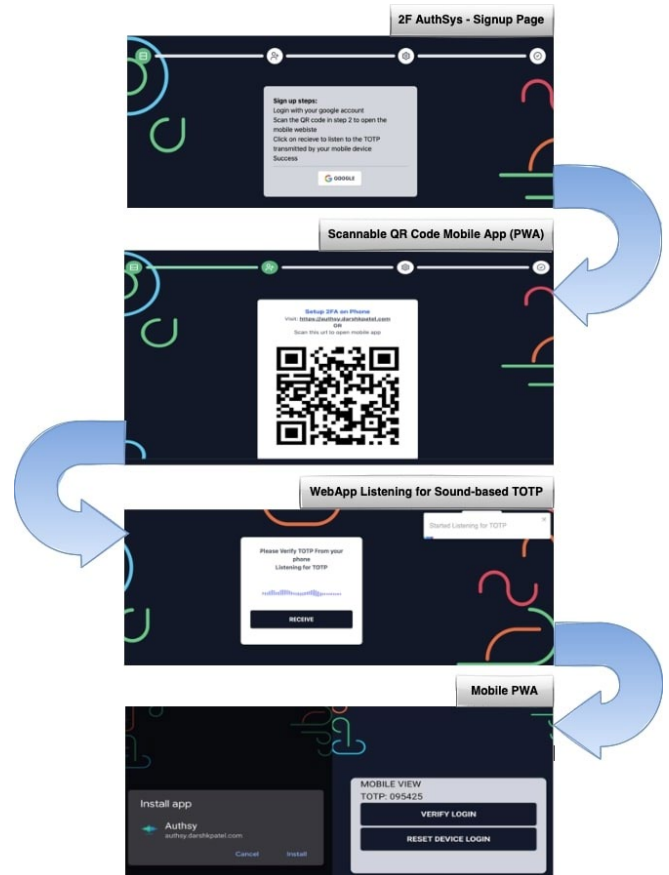 2F AuthSys - Signup Page
Sign up steps:
Login with your google account
Scan the QR code in step 2 to open the
mobile webiste
Click on recieve to listen to the TOTP
transmitted by your mobile device
Success
GOOGLE
Scannable QR Code Mobile App (PWA)
Setup 2FA on Phone
Visit: https://authsy.darshkpatel.com
OR
Scan this url to open mobile app
WebApp Listening for Sound-based TOTP
Started Listening for TOTP
Please Verify TOTP From your
phone
Listening for TOTP
RECEIVE
Mobile PWA
Install app
Authsy
authsy.darshkpatel.com
Cancel Install
MOBILE VIEW
TOTP: 095425
VERIFY LOGIN
RESET DEVICE LOGIN